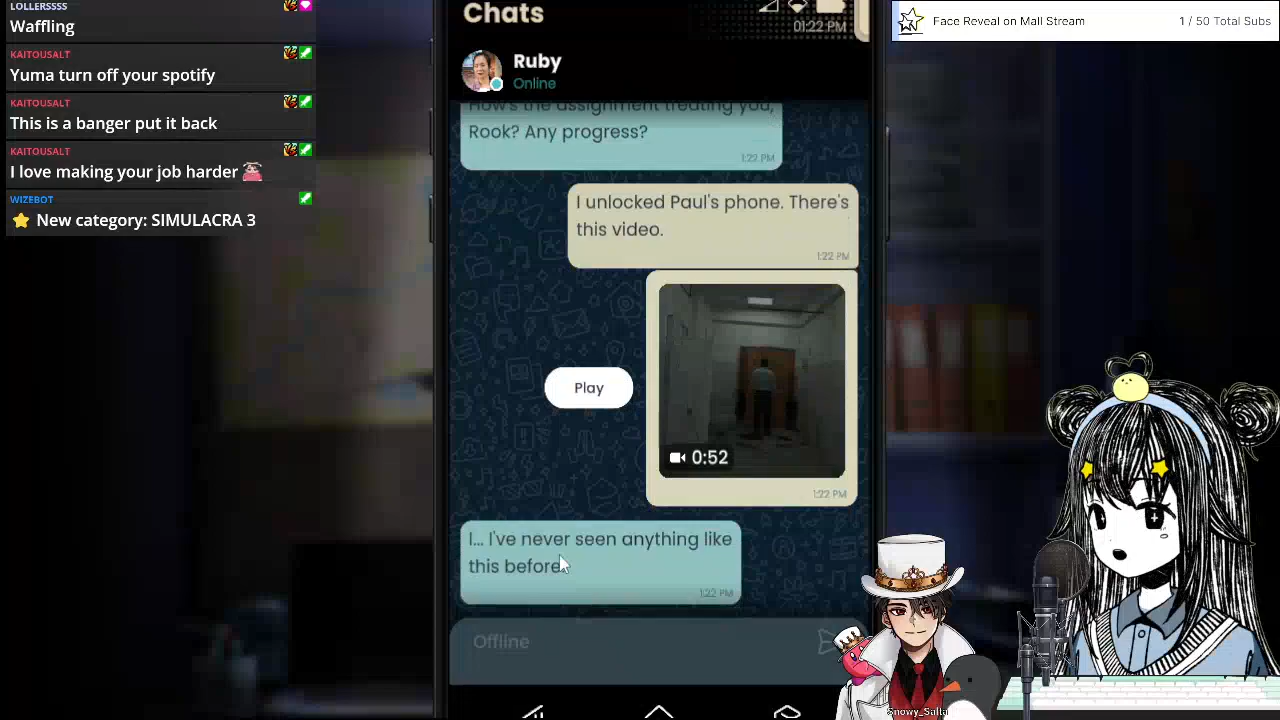 LOLLERSSSS
Waffling
KAITOUSALT
Yuma turn off your spotify
KAITOUSALT
This is a banger put it back
KAITOUSALT
I love making your job harder
WIZEBOT
New category: SIMULACRA 3
Chats
01:22 PM
Ruby
Online
How's the assignment treating you,
Rook? Any progress?
1:22 PM
I unlocked Paul's phone. There's
this video.
1:22 PM
Play
0:52
1:22 PM
I... I've never seen anything like
this before
1:22 PM
Offline
Face Reveal on Mall Stream
1 / 50 Total Subs